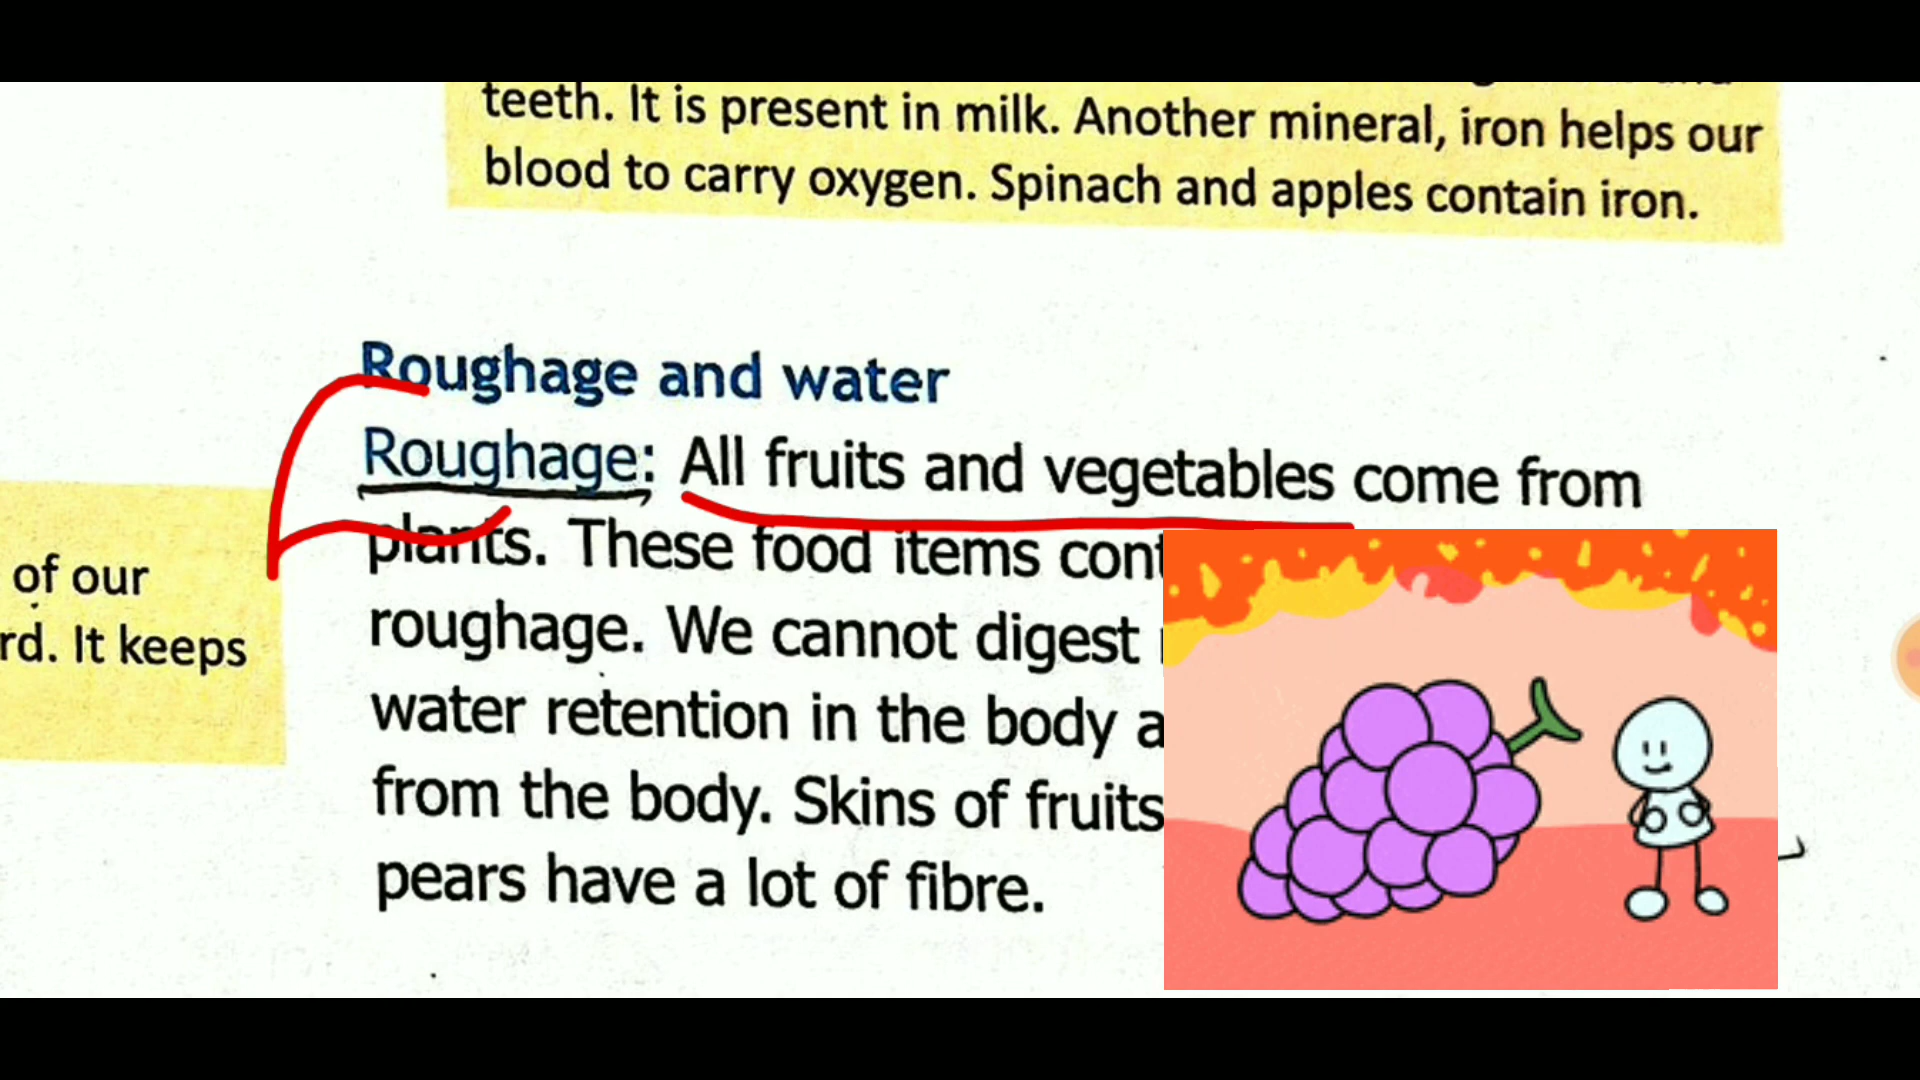 teeth. It is present in milk. Another mineral, iron helps our
blood to carry oxygen. Spinach and apples contain iron.
Roughage and water
Roughage: All fruits and vegetables come from
plants. These food items
roughage. We cannot digest
water retention in the body
from the body. Skins of fruits
pears have a lot of fibre.
of our
It keeps